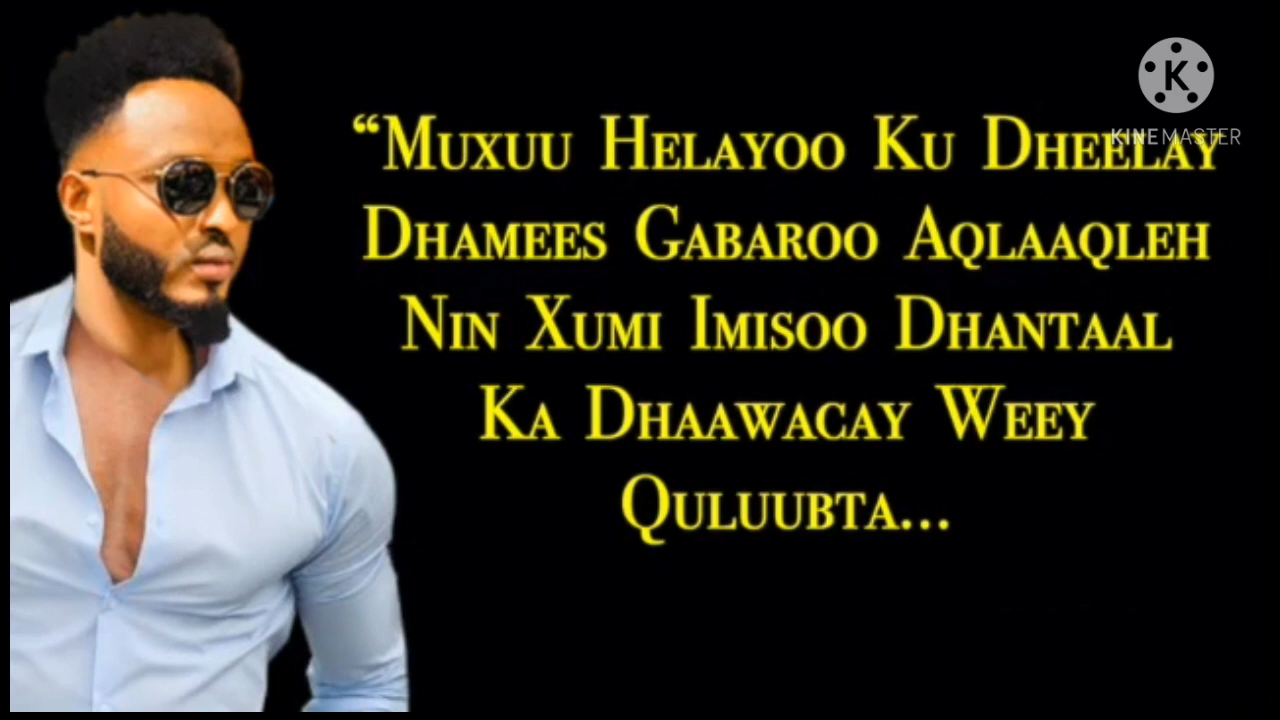 “Muxuu Helayoo Ku Dheelay
Dhamees Gabaroo Aqlaaqleh
Nin Xumi Imisoo Dhantaal
Ka Dhaawacay Weey
Quluubta...
K
KINEMASTER